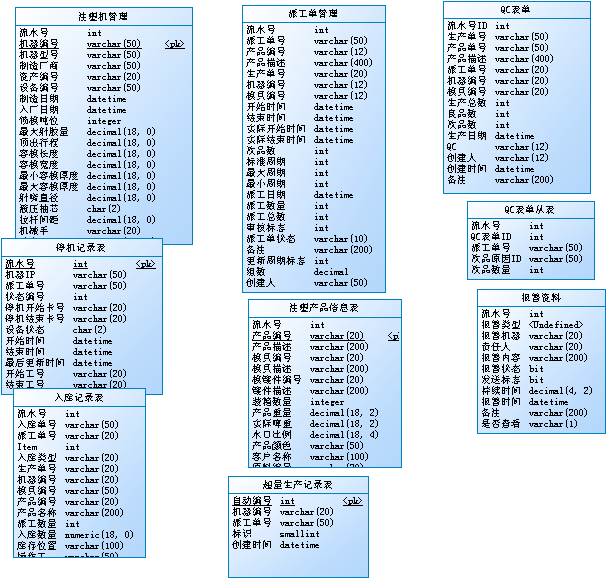 注塑机管理
流水号 int
机器编号 varchar(50) <pk>
机器型号 varchar(50)
制造厂商 varchar(50)
资产编号 varchar(20)
设备编号 varchar(50)
制造日期 datetime
入厂日期 datetime
锁模吨位 integer
最大射胶量 decimal(18, 0)
顶出行程 decimal(18, 0)
容模长度 decimal(18, 0)
容模宽度 decimal(18, 0)
最小容模厚度 decimal(18, 0)
最大容模厚度 decimal(18, 0)
射嘴直径 decimal(18, 0)
液压抽芯 char(2)
拉杆间距 decimal(18, 0)
机械手 varchar(20)
停机记录表
流水号 int <pk>
机器IP varchar(50)
派工单号 varchar(50)
状态编号 int
停机开始卡号 varchar(20)
停机结束卡号 varchar(20)
设备状态 char(2)
开始时间 datetime
结束时间 datetime
最后更新时间 datetime
开始工号 varchar(20)
结束工号 varchar(20)
入库记录表
流水号 int
入库单号 varchar(50)
派工单号 varchar(20)
Item int
入库类型 varchar(20)
生产单号 varchar(20)
机器编号 varchar(20)
模具编号 varchar(50)
产品编号 varchar(20)
产品名称 varchar(200)
派工数量 int
入库数量 numeric(18, 0)
库存位置 varchar(100)
操作工 varchar(50)
派工单管理
流水号 int
派工单号 varchar(50)
产品编号 varchar(12)
产品描述 varchar(400)
生产单号 varchar(20)
机器编号 varchar(12)
模具编号 varchar(12)
开始时间 datetime
结束时间 datetime
实际开始时间 datetime
实际结束时间 datetime
次品数 int
标准周期 int
最大周期 int
最小周期 int
派工日期 datetime
派工数量 int
派工总数 int
审核标志 int
派工单状态 varchar(10)
备注 varchar(200)
更新周期标志 int
组数 decimal
创建人 varchar(50)
注塑产品信息表
流水号 int
产品编号 varchar(20) <p
产品描述 varchar(200)
模具编号 varchar(20)
模具描述 varchar(200)
模镶件编号 varchar(20)
镶件描述 varchar(200)
装箱数量 integer
产品重量 decimal(18, 2)
实际啤重 decimal(18, 2)
水口比例 decimal(18, 4)
产品颜色 varchar(50)
客户名称 varchar(100)
原料编号 varchar(20)
超量生产记录表
自动编号 int <pk>
机器编号 varchar(20)
派工单号 varchar(50)
标识 smallint
创建时间 datetime
QC表单
流水号ID int
生产单号 varchar(50)
产品编号 varchar(50)
产品描述 varchar(400)
派工单号 varchar(20)
机器编号 varchar(20)
模具编号 varchar(20)
生产总数 int
良品数 int
次品数 int
生产日期 datetime
QC varchar(12)
创建人 varchar(12)
创建时间 datetime
备注 varchar(200)
QC表单从表
流水号 int
QC表单ID int
派工单号 varchar(50)
次品原因ID varchar(50)
次品数量 int
报警资料
流水号 int
报警类型 <Undefined>
报警机器 varchar(20)
责任人 varchar(20)
报警内容 varchar(200)
报警状态 bit
发送标志 bit
持续时间 decimal(4, 2)
报警时间 datetime
备注 varchar(200)
是否查看 varchar(1)